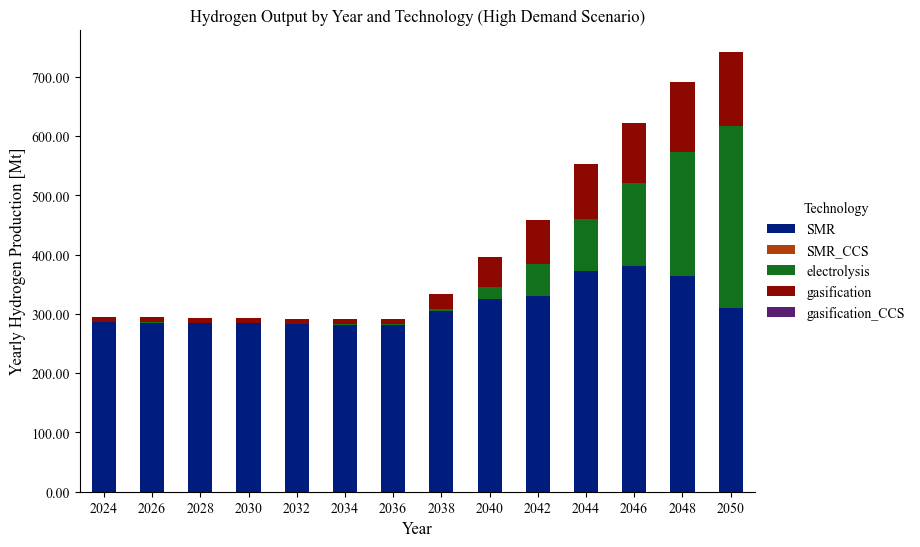 Hydrogen Output by Year and Technology (High Demand Scenario)
Yearly Hydrogen Production [Mt]
700.00
600.00
500.00
400.00
300.00
200.00
100.00
0.00
2024 2026 2028 2030 2032 2034 2036 2038 2040 2042 2044 2046 2048 2050
Year
Technology
SMR
SMR_CCS
electrolysis
gasification
gasification_CCS